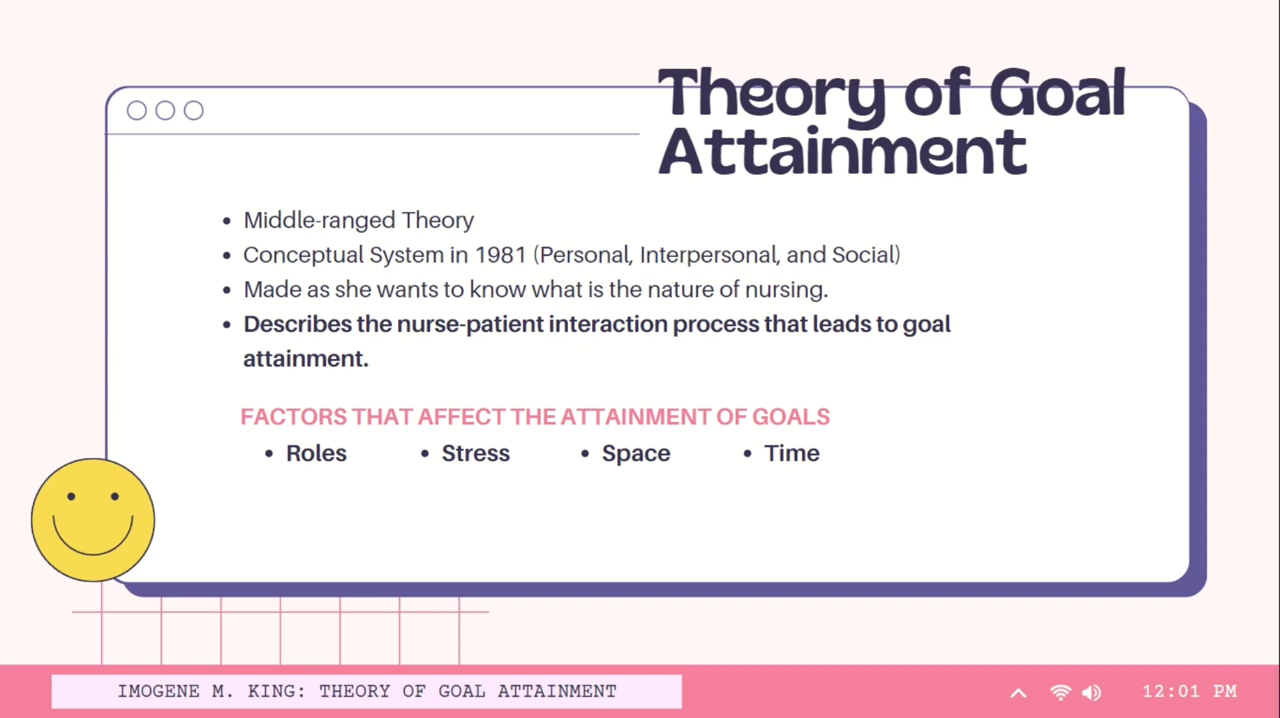 Theory of Goal
Attainment
• Middle-ranged Theory
• Conceptual System in 1981 (Personal, Interpersonal, and Social)
• Made as she wants to know what is the nature of nursing.
• Describes the nurse-patient interaction process that leads to goal
attainment.
FACTORS THAT AFFECT THE ATTAINMENT OF GOALS
• Roles • Stress • Space • Time
IMOGENE M. KING: THEORY OF GOAL ATTAINMENT
12:01 PM